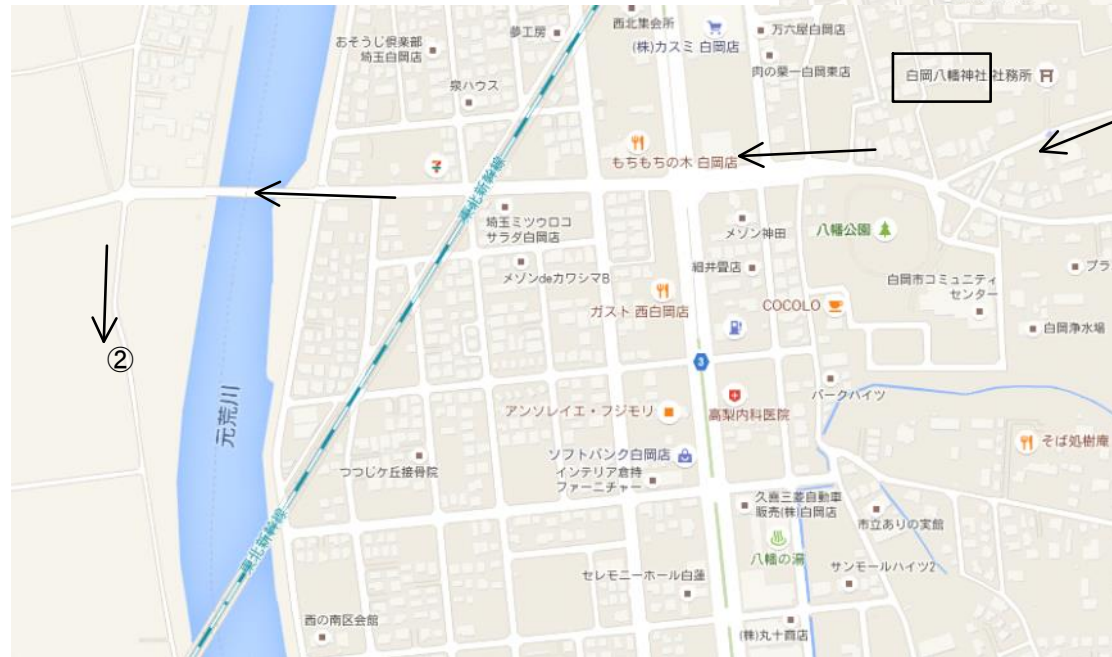 西北集会所
夢工房
おそうじ倶楽部
埼玉白岡店
(株)カスミ 白岡店
万六屋白岡店
肉の栗一白岡東店
白岡八幡神社 社務所
泉ハウス
もちもちの木 白岡店
東北新幹線
埼玉ミツウロコ
サラダ白岡店
メゾンdeカワシマB
メゾン神田
八幡公園
細井畳店
白岡市コミュニティ
センター
プラ
ガスト 西白岡店
COCOLO
白岡浄水場
②
3
元荒川
パークハイツ
アンソレイエ・フジモリ
高梨内科医院
ソフトバンク白岡店
インテリア倉持
ファーニチャー
そば処樹庵
つつじケ丘接骨院
久喜三菱自動車
販売(株)白岡店
市立ありの実館
東北新幹線
八幡の湯
サンモールハイツ2
セレモニーホール白蓮
西の南区会館
(株)丸十商店